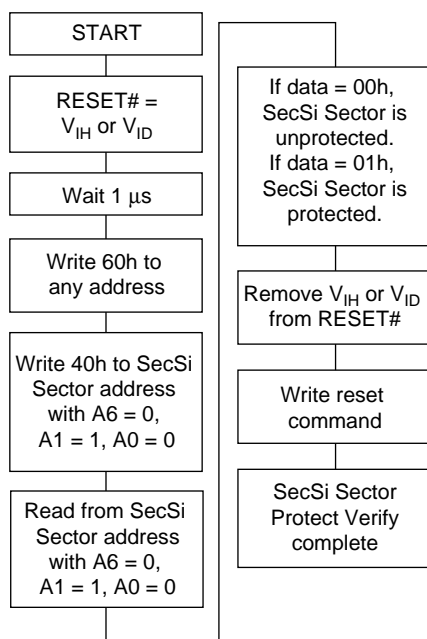 START
RESET# =
VIH or VID
Wait 1 µs
Write 60h to
any address
Write 40h to SecSi
Sector address
with A6 = 0,
A1 = 1, A0 = 0
Read from SecSi
Sector address
with A6 = 0,
A1 = 1, A0 = 0
If data = 00h,
SecSi Sector is
unprotected.
If data = 01h,
SecSi Sector is
protected.
Remove VIH or VID
from RESET#
Write reset
command
SecSi Sector
Protect Verify
complete